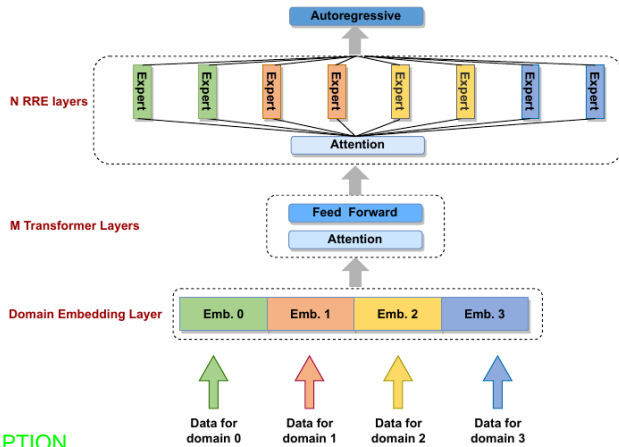 Autoregressive
N RRE layers
Expert Expert Expert Expert Expert Expert Expert Expert
Attention
Feed Forward
M Transformer Layers
Attention
Domain Embedding Layer
Emb. 0 Emb. 1 Emb. 2 Emb. 3
Data for domain 0
Data for domain 1
Data for domain 2
Data for domain 3
PTION